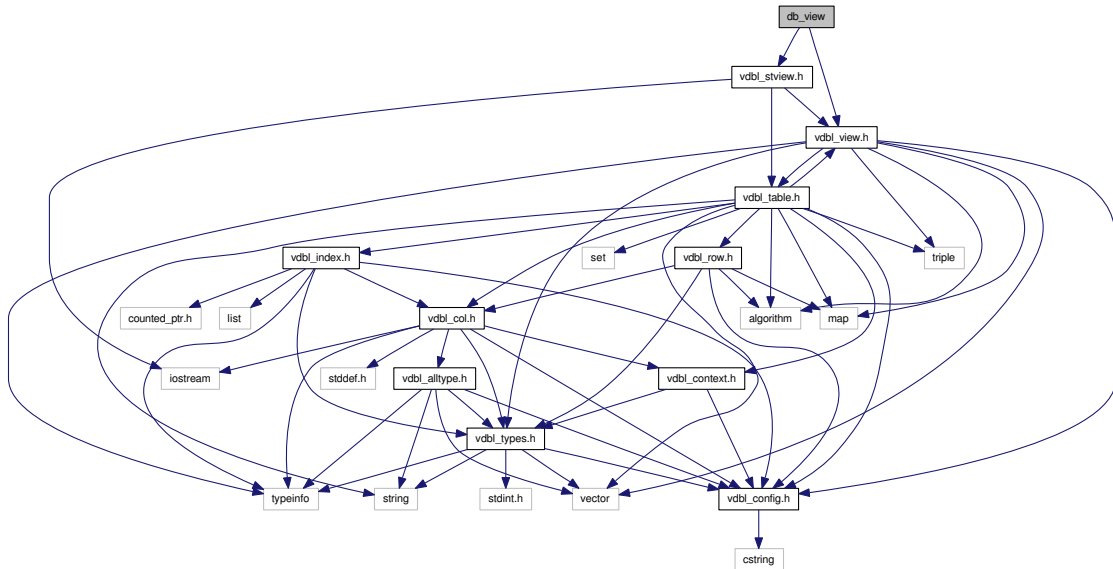 db_view
vdbl_stview.h
vdbl_view.h
vdbl_table.h
vdbl_index.h
set
vdbl_row.h
triple
counted_ptr.h
list
vdbl_col.h
algorithm
map
iostream
stddef.h
vdbl_alltype.h
vdbl_context.h
vdbl_types.h
typeinfo
string
stdint.h
vector
vdbl_config.h
cstring